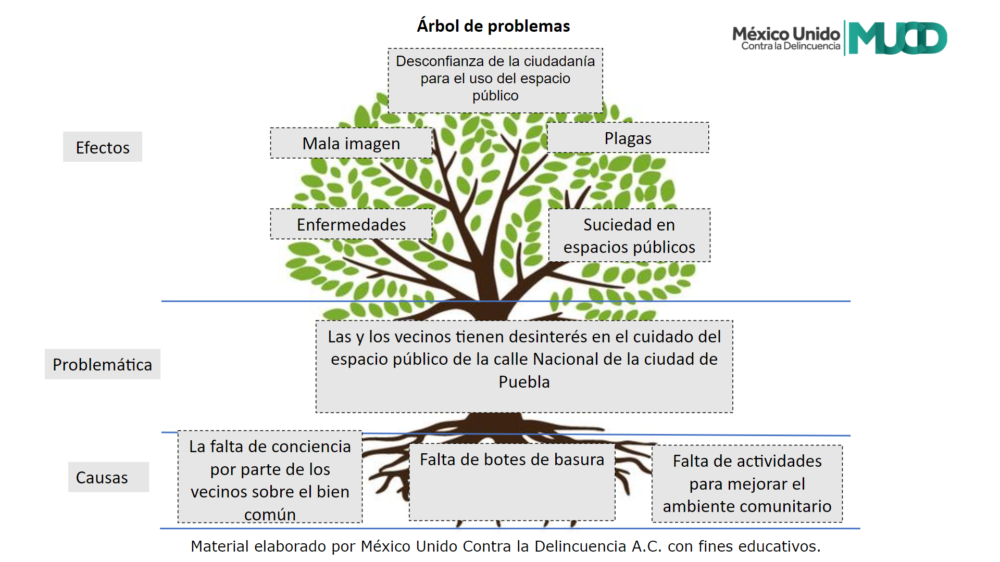 Árbol de problemas
México Unido
Contra la Delincuencia
MUCD
Desconfianza de la ciudadanía
para el uso del espacio
público
Efectos
Mala imagen
Plagas
Enfermedades
Suciedad en
espacios públicos
Problemática
Las y los vecinos tienen desinterés en el cuidado del
espacio público de la calle Nacional de la ciudad de
Puebla
Causas
La falta de conciencia
por parte de los
vecinos sobre el bien
común
Falta de botes de basura
Falta de actividades
para mejorar el
ambiente comunitario
Material elaborado por México Unido Contra la Delincuencia A.C. con fines educativos.